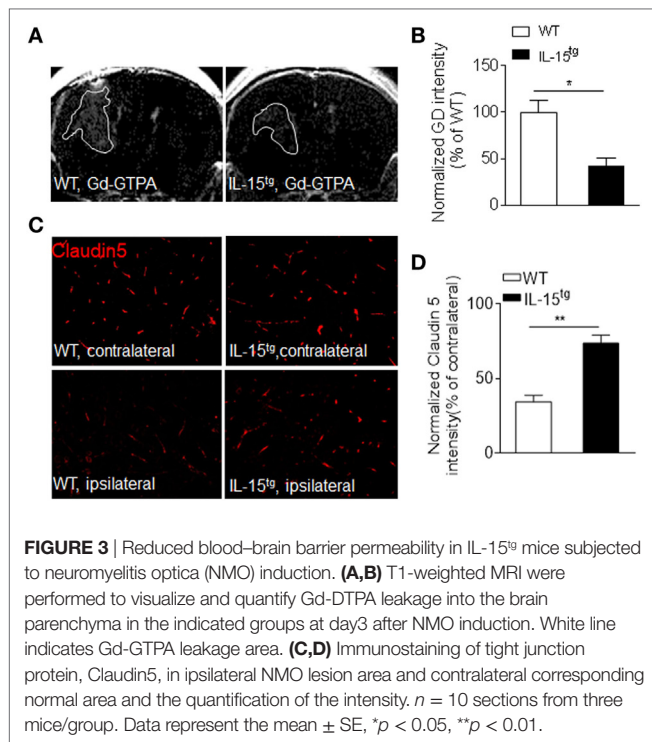 A
WT, Gd-GTPA
IL-15tg, Gd-GTPA
B
WT
IL-15tg
Normalized GD intensity
(% of WT)
150
100
50
0
*
C
Claudin5
WT, contralateral
IL-15tg,contralateral
WT, ipsilateral
IL-15tg, ipsilateral
D
WT
IL-15tg
Normalized Claudin 5
intensity(% of contralateral)
100
50
0
**
FIGURE 3 | Reduced blood–brain barrier permeability in IL-15tg mice subjected
to neuromyelitis optica (NMO) induction. (A,B) T1-weighted MRI were
performed to visualize and quantify Gd-DTPA leakage into the brain
parenchyma in the indicated groups at day3 after NMO induction. White line
indicates Gd-GTPA leakage area. (C,D) Immunostaining of tight junction
protein, Claudin5, in ipsilateral NMO lesion area and contralateral corresponding
normal area and the quantification of the intensity. n = 10 sections from three
mice/group. Data represent the mean ± SE, *p < 0.05, **p < 0.01.